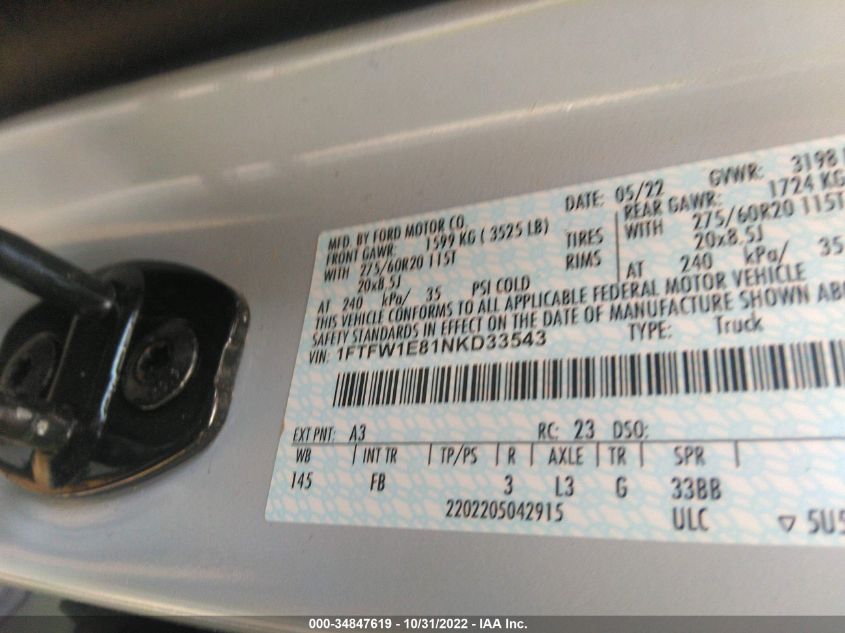 MFD. BY FORD MOTOR CO.
DATE: 05/22 GVWR: 3198
FRONT GAWR: 1599 KG ( 3525 LB) REAR GAWR: 1724 KG
WITH 275/60R20 115T TIRES WITH 275/60R20 115T
20x8.5J RIMS 20x8.5J
AT 240 kPa/ 35 PSI COLD AT 240 kPa/ 35
THIS VEHICLE CONFORMS TO ALL APPLICABLE FEDERAL MOTOR VEHICLE
SAFETY STANDARDS IN EFFECT ON THE DATE OF MANUFACTURE SHOWN
VIN: 1FTFW1E81NKD33543 TYPE: Truck
EXT PNT: A3 RC: 23 DSO:
WB INT TR TP/PS R AXLE TR SPR
145 FB 3 L3 G 33BB
2202205042915 ULC ▽ 5U5
000-34847619 - 10/31/2022 - IAA Inc.